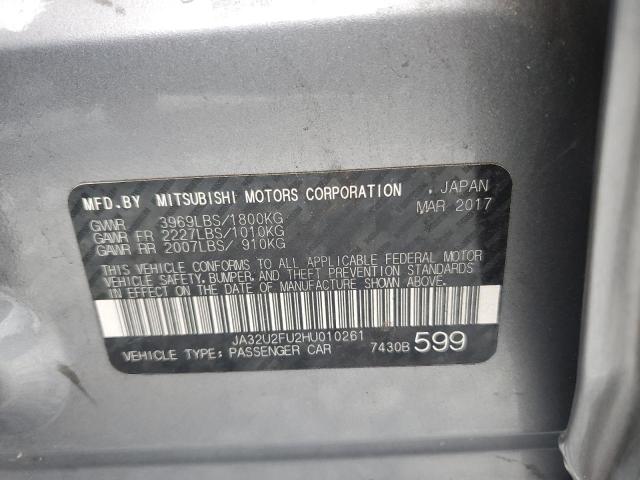 MFD.BY MITSUBISHI MOTORS CORPORATION . JAPAN
GVWR 3969LBS/1800KG MAR 2017
GAWR FR 2227LBS/1010KG
GAWR RR 2007LBS/ 910KG
THIS VEHICLE CONFORMS TO ALL APPLICABLE FEDERAL MOTOR
VEHICLE SAFETY, BUMPER, AND THEFT PREVENTION STANDARDS
IN EFFECT ON THE DATE OF MANUFACTURE SHOWN ABOVE.
JA32U2FU2HU010261
VEHICLE TYPE: PASSENGER CAR 7430B 599